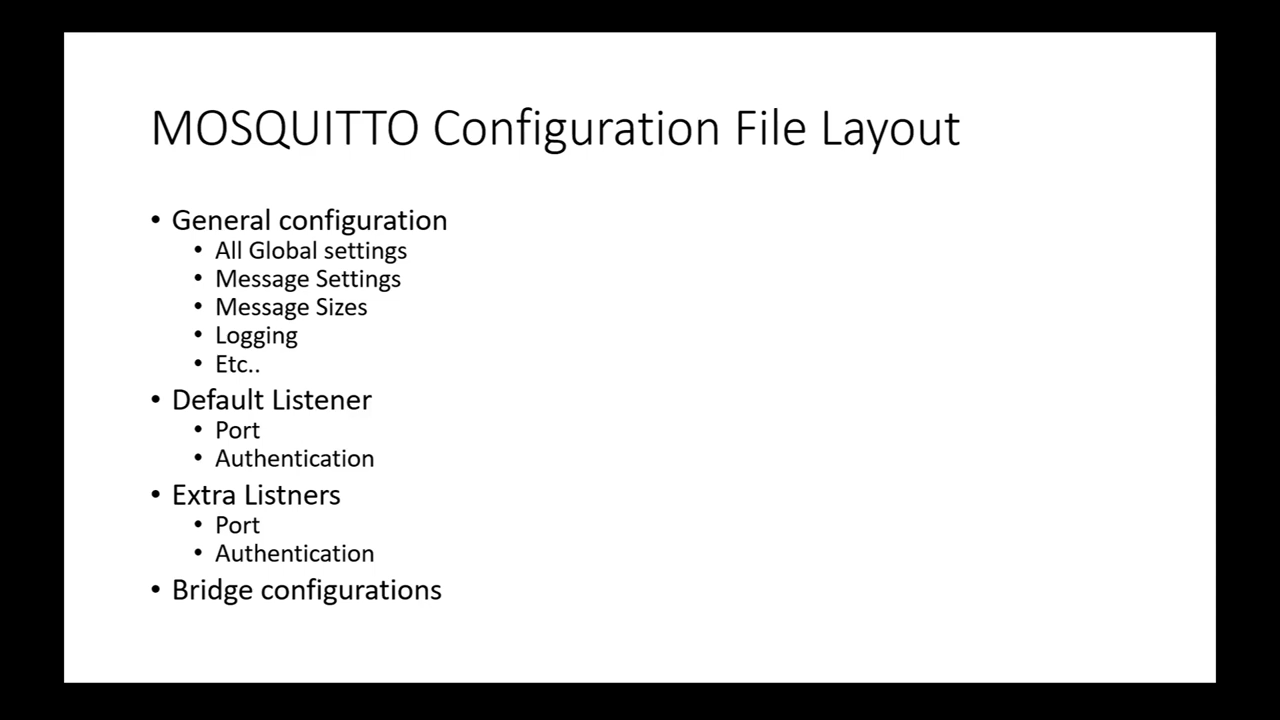 MOSQUITTO Configuration File Layout
• General configuration
• All Global settings
• Message Settings
• Message Sizes
• Logging
• Etc..
• Default Listener
• Port
• Authentication
• Extra Listners
• Port
• Authentication
• Bridge configurations